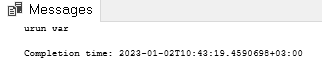 Messages
urun var
Completion time: 2023-01-02T10:43:19.4590698+03:00